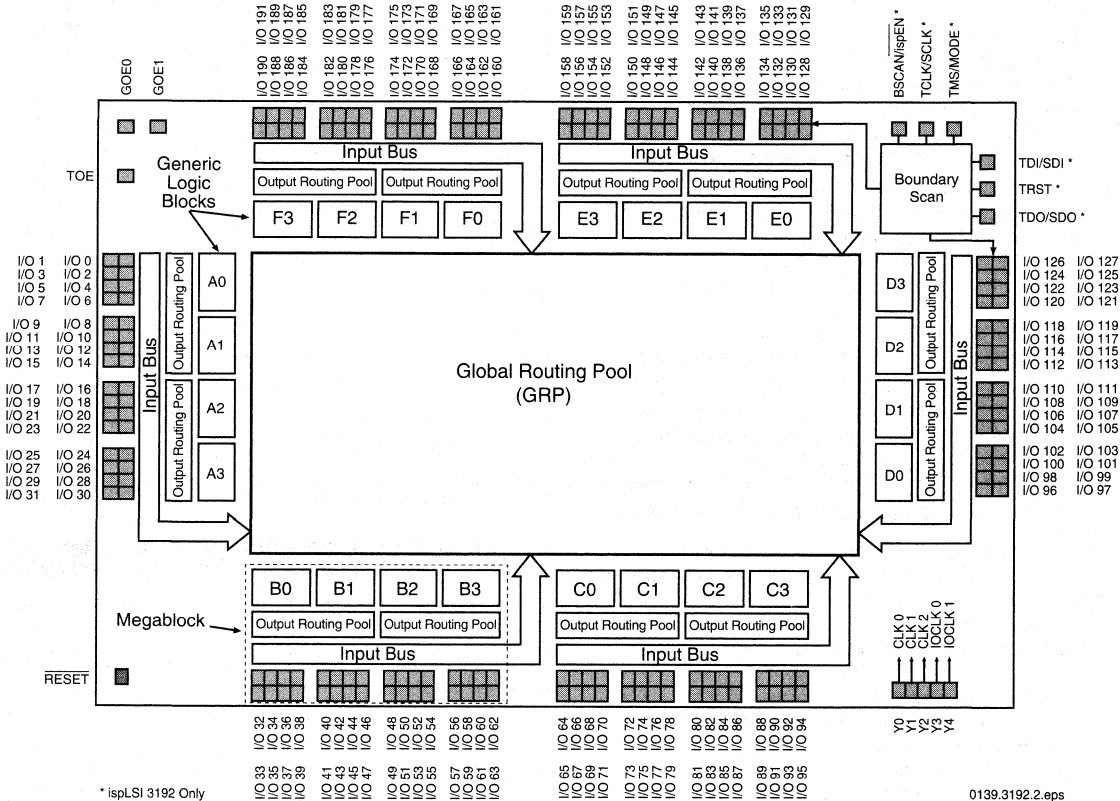 I/O 191 I/O 189 I/O 187 I/O 185 I/O 183 I/O 181 I/O 179 I/O 177 I/O 175 I/O 173 I/O 171 I/O 169 I/O 167 I/O 165 I/O 163 I/O 161 I/O 159 I/O 157 I/O 155 I/O 153 I/O 151 I/O 149 I/O 147 I/O 145 I/O 143 I/O 141 I/O 139 I/O 137 I/O 135 I/O 133 I/O 131 I/O 129
I/O 190 I/O 188 I/O 186 I/O 184 I/O 182 I/O 180 I/O 178 I/O 176 I/O 174 I/O 172 I/O 170 I/O 168 I/O 166 I/O 164 I/O 162 I/O 160 I/O 158 I/O 156 I/O 154 I/O 152 I/O 150 I/O 148 I/O 146 I/O 144 I/O 142 I/O 140 I/O 138 I/O 136 I/O 134 I/O 132 I/O 130 I/O 128
GOE0 GOE1
BSCAN/ispEN * TCLK/SCLK * TMS/MODE *
Input Bus Input Bus
TOE
Generic
Logic
Blocks
Output Routing Pool Output Routing Pool Output Routing Pool Output Routing Pool
F3 F2 F1 F0 E3 E2 E1 E0
Boundary
Scan
TDI/SDI *
TRST *
TDO/SDO *
I/O 1 I/O 0
I/O 3 I/O 2
I/O 5 I/O 4
I/O 7 I/O 6
I/O 9 I/O 8
I/O 11 I/O 10
I/O 13 I/O 12
I/O 15 I/O 14
I/O 17 I/O 16
I/O 19 I/O 18
I/O 21 I/O 20
I/O 23 I/O 22
I/O 25 I/O 24
I/O 27 I/O 26
I/O 29 I/O 28
I/O 31 I/O 30
Input Bus
Output Routing Pool
Output Routing Pool
A0
A1
A2
A3
Global Routing Pool
(GRP)
D3
D2
D1
D0
Output Routing Pool
Output Routing Pool
Input Bus
I/O 126 I/O 127
I/O 124 I/O 125
I/O 122 I/O 123
I/O 120 I/O 121
I/O 118 I/O 119
I/O 116 I/O 117
I/O 114 I/O 115
I/O 112 I/O 113
I/O 110 I/O 111
I/O 108 I/O 109
I/O 106 I/O 107
I/O 104 I/O 105
I/O 102 I/O 103
I/O 100 I/O 101
I/O 98 I/O 99
I/O 96 I/O 97
B0 B1 B2 B3 C0 C1 C2 C3
Megablock
Output Routing Pool Output Routing Pool Output Routing Pool Output Routing Pool
Input Bus Input Bus
RESET
CLK 0 CLK 1 CLK 2 IOCLK 0 IOCLK 1
Y0 Y1 Y2 Y3 Y4
I/O 32 I/O 34 I/O 36 I/O 38 I/O 40 I/O 42 I/O 44 I/O 46 I/O 48 I/O 50 I/O 52 I/O 54 I/O 56 I/O 58 I/O 60 I/O 62 I/O 64 I/O 66 I/O 68 I/O 70 I/O 72 I/O 74 I/O 76 I/O 78 I/O 80 I/O 82 I/O 84 I/O 86 I/O 88 I/O 90 I/O 92 I/O 94
I/O 33 I/O 35 I/O 37 I/O 39 I/O 41 I/O 43 I/O 45 I/O 47 I/O 49 I/O 51 I/O 53 I/O 55 I/O 57 I/O 59 I/O 61 I/O 63 I/O 65 I/O 67 I/O 69 I/O 71 I/O 73 I/O 75 I/O 77 I/O 79 I/O 81 I/O 83 I/O 85 I/O 87 I/O 89 I/O 91 I/O 93 I/O 95
* ispLSI 3192 Only
0139.3192.2.eps